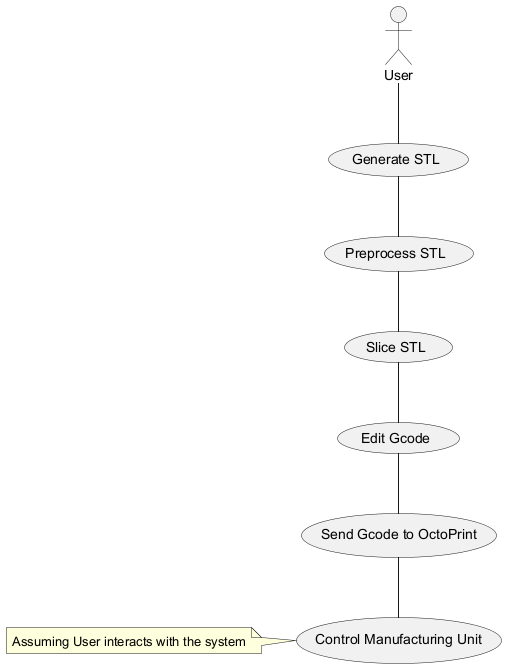 User
Generate STL
Preprocess STL
Slice STL
Edit Gcode
Send Gcode to OctoPrint
Control Manufacturing Unit
Assuming User interacts with the system